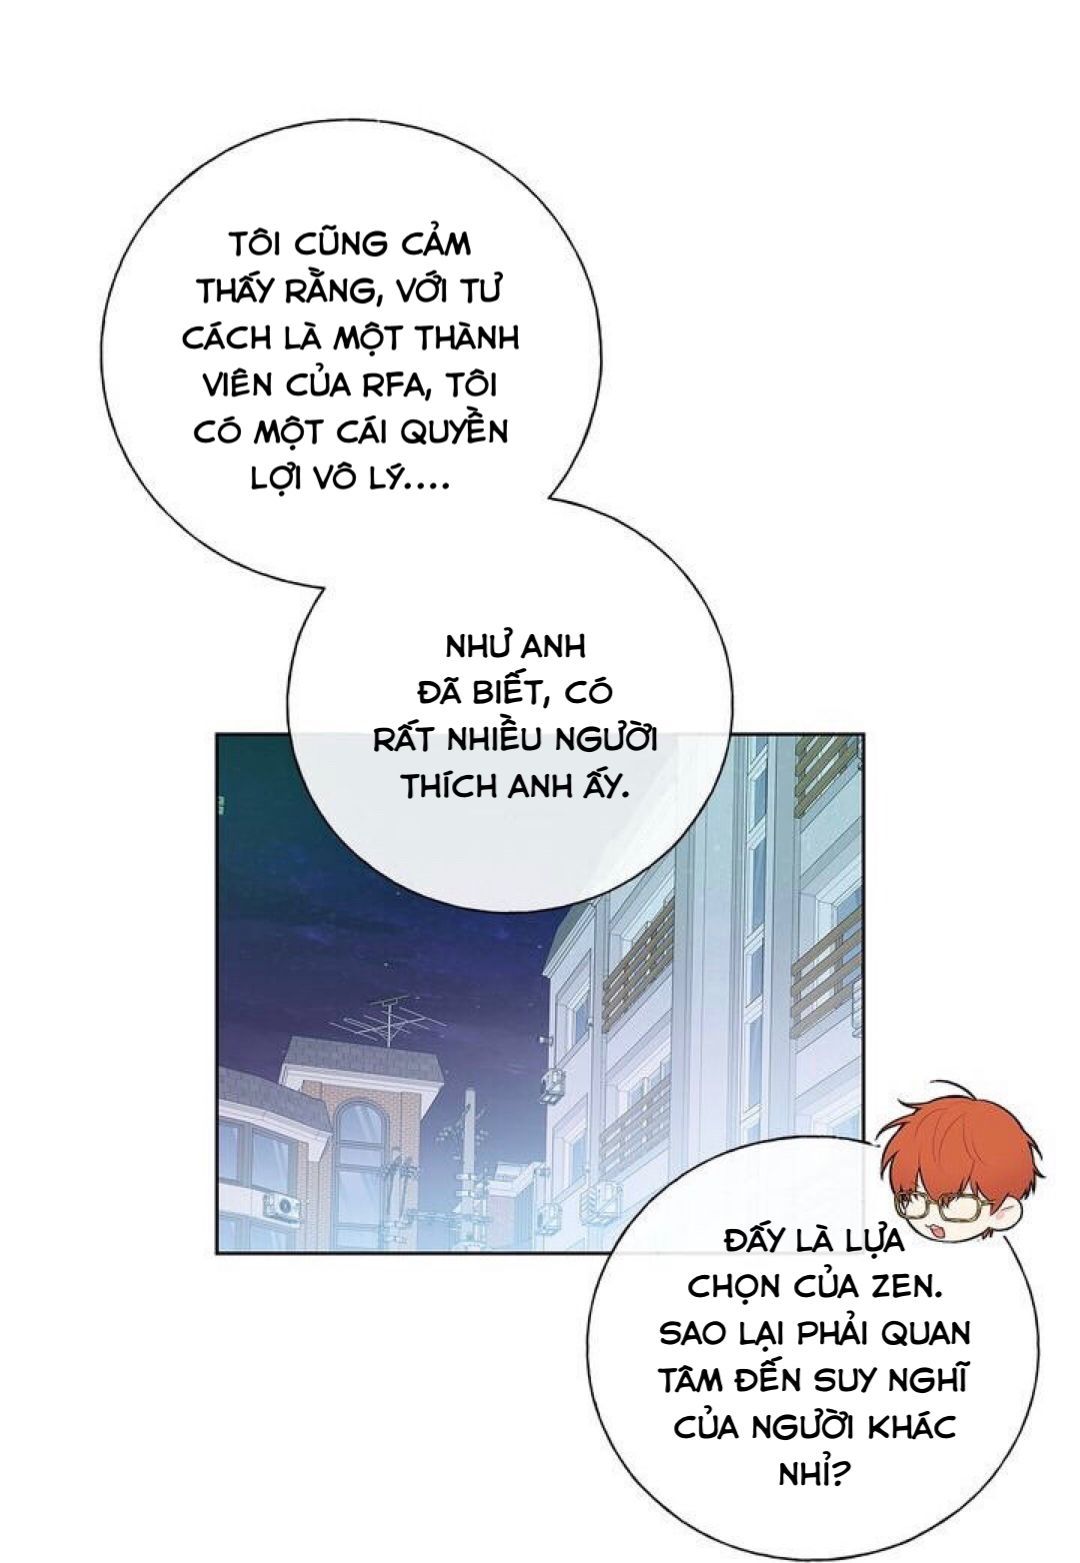 TÔI CŨNG CẢM
THẤY RẰNG, VỚI TƯ
CÁCH LÀ MỘT THÀNH
VIÊN CỦA RFA, TÔI
CÓ MỘT CÁI QUYỀN
LỢI VÔ LÝ....
NHƯ ANH
ĐÃ BIẾT, CÓ
RẤT NHIỀU NGƯỜI
THÍCH ANH ẤY.
ĐẤY LÀ LỰA
CHỌN CỦA ZEN.
SAO LẠI PHẢI QUAN
TÂM ĐẾN SUY NGHĨ
CỦA NGƯỜI KHÁC
NHỈ?